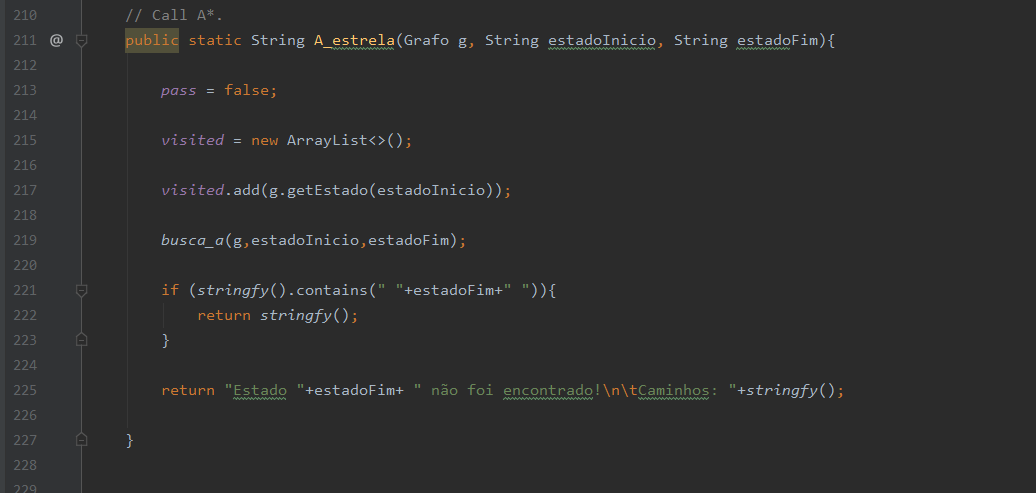 210 // Call A*.
211 @ public static String A_estrela(Grafo g, String estadoInicio, String estadoFim){
212
213 pass = false;
214
215 visited = new ArrayList<>();
216
217 visited.add(g.getEstado(estadoInicio));
218
219 busca_a(g,estadoInicio,estadoFim);
220
221 if (stringfy().contains(" "+estadoFim+" ")){
222 return stringfy();
223 }
224
225 return "Estado "+estadoFim+ " não foi encontrado!\n\tCaminhos: "+stringfy();
226
227 }
228
229